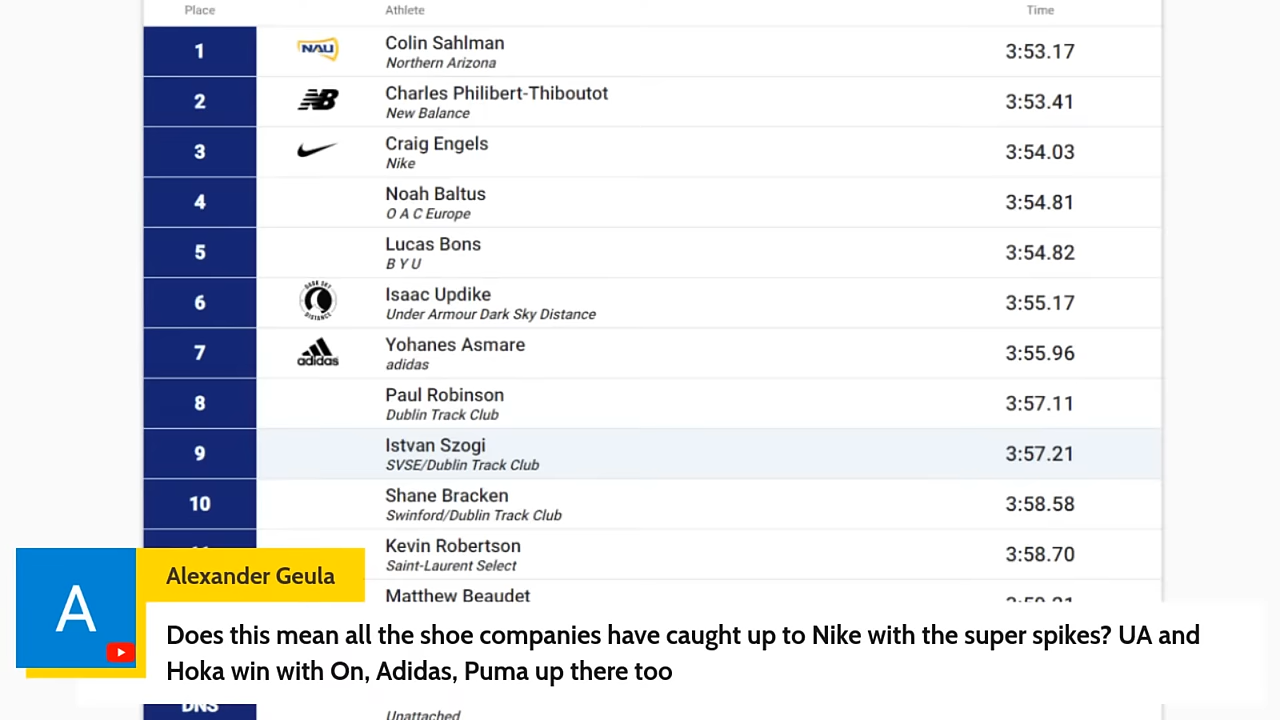 Place Athlete Time
1 NAU Colin Sahlman 3:53.17
Northern Arizona
2 NB Charles Philibert-Thiboutot 3:53.41
New Balance
3 Craig Engels 3:54.03
Nike
4 Noah Baltus 3:54.81
O A C Europe
5 Lucas Bons 3:54.82
B Y U
6 DARK SKY DISTANCE Isaac Updike 3:55.17
Under Armour Dark Sky Distance
7 adidas Yohanes Asmare 3:55.96
adidas
8 Paul Robinson 3:57.11
Dublin Track Club
9 Istvan Szogi 3:57.21
SVSE/Dublin Track Club
10 Shane Bracken 3:58.58
Swinford/Dublin Track Club
Kevin Robertson 3:58.70
Saint-Laurent Select
Matthew Beaudet
A
Alexander Geula
Does this mean all the shoe companies have caught up to Nike with the super spikes? UA and
Hoka win with On, Adidas, Puma up there too
DNS
Unattached